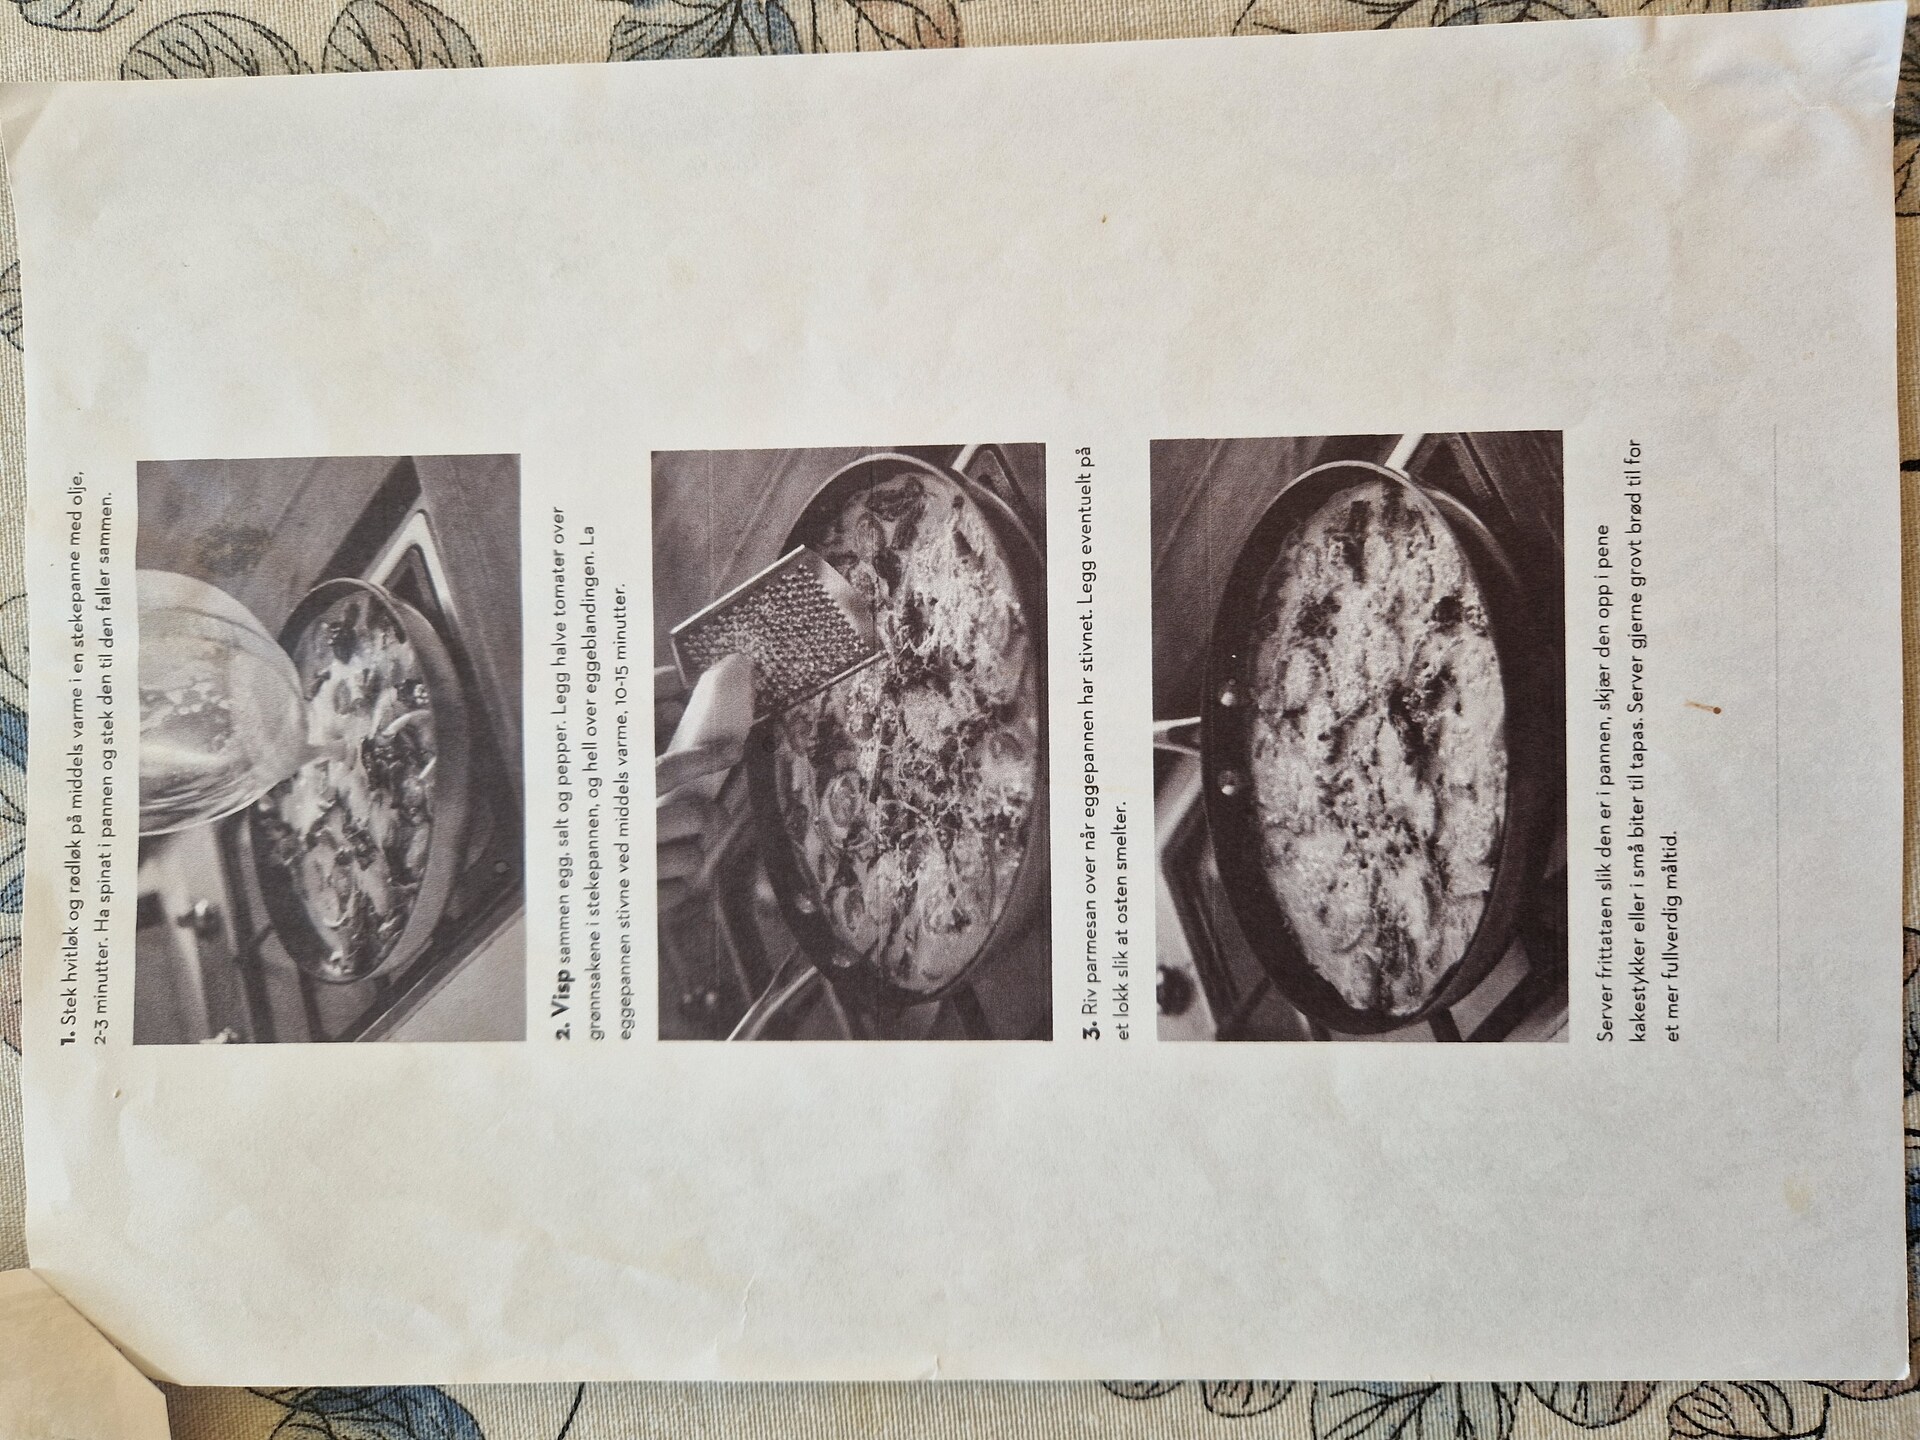 1. Stek hvitløk og rødløk på middels varme i en stekepanne med olje,
2-3 minutter. Ha spinat i pannen og stek den til den faller sammen.
2. Visp sammen egg, salt og pepper. Legg halve tomater over
grønnsakene i stekepannen, og hell over eggeblandingen. La
eggepannen stivne ved middels varme, 10-15 minutter.
3. Riv parmesan over når eggepannen har stivnet. Legg eventuelt på
et lokk slik at osten smelter.
Server frittataen slik den er i pannen, skjær den opp i pene
kakestykker eller i små biter til tapas. Server gjerne grovt brød til for
et mer fullverdig måltid.